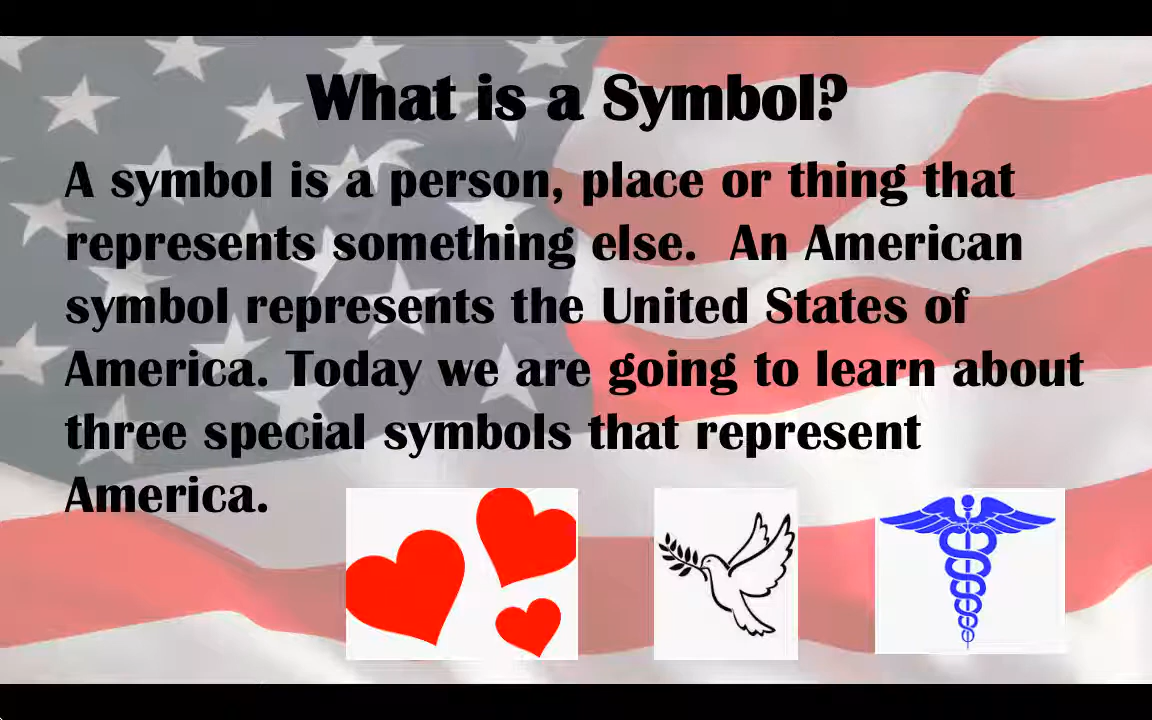 What is a Symbol?
A symbol is a person, place or thing that
represents something else.  An American
symbol represents the United States of
America. Today we are going to learn about
three special symbols that represent
America.